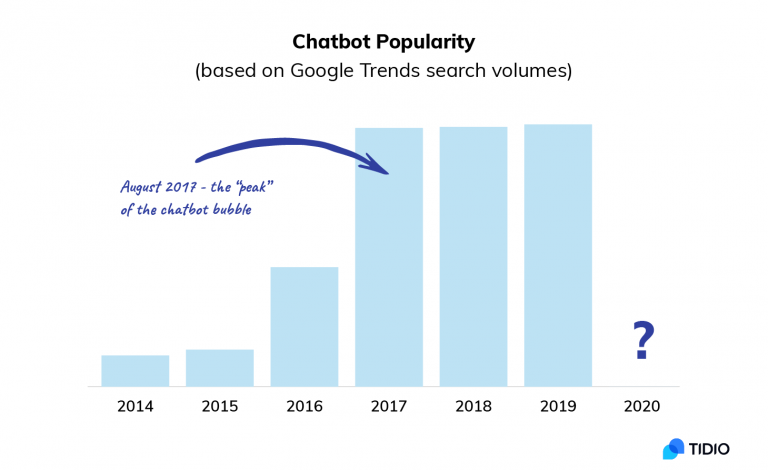 Chatbot Popularity
(based on Google Trends search volumes)
August 2017 - the “peak”
of the chatbot bubble
?
2014 2015 2016 2017 2018 2019 2020
TIDIO